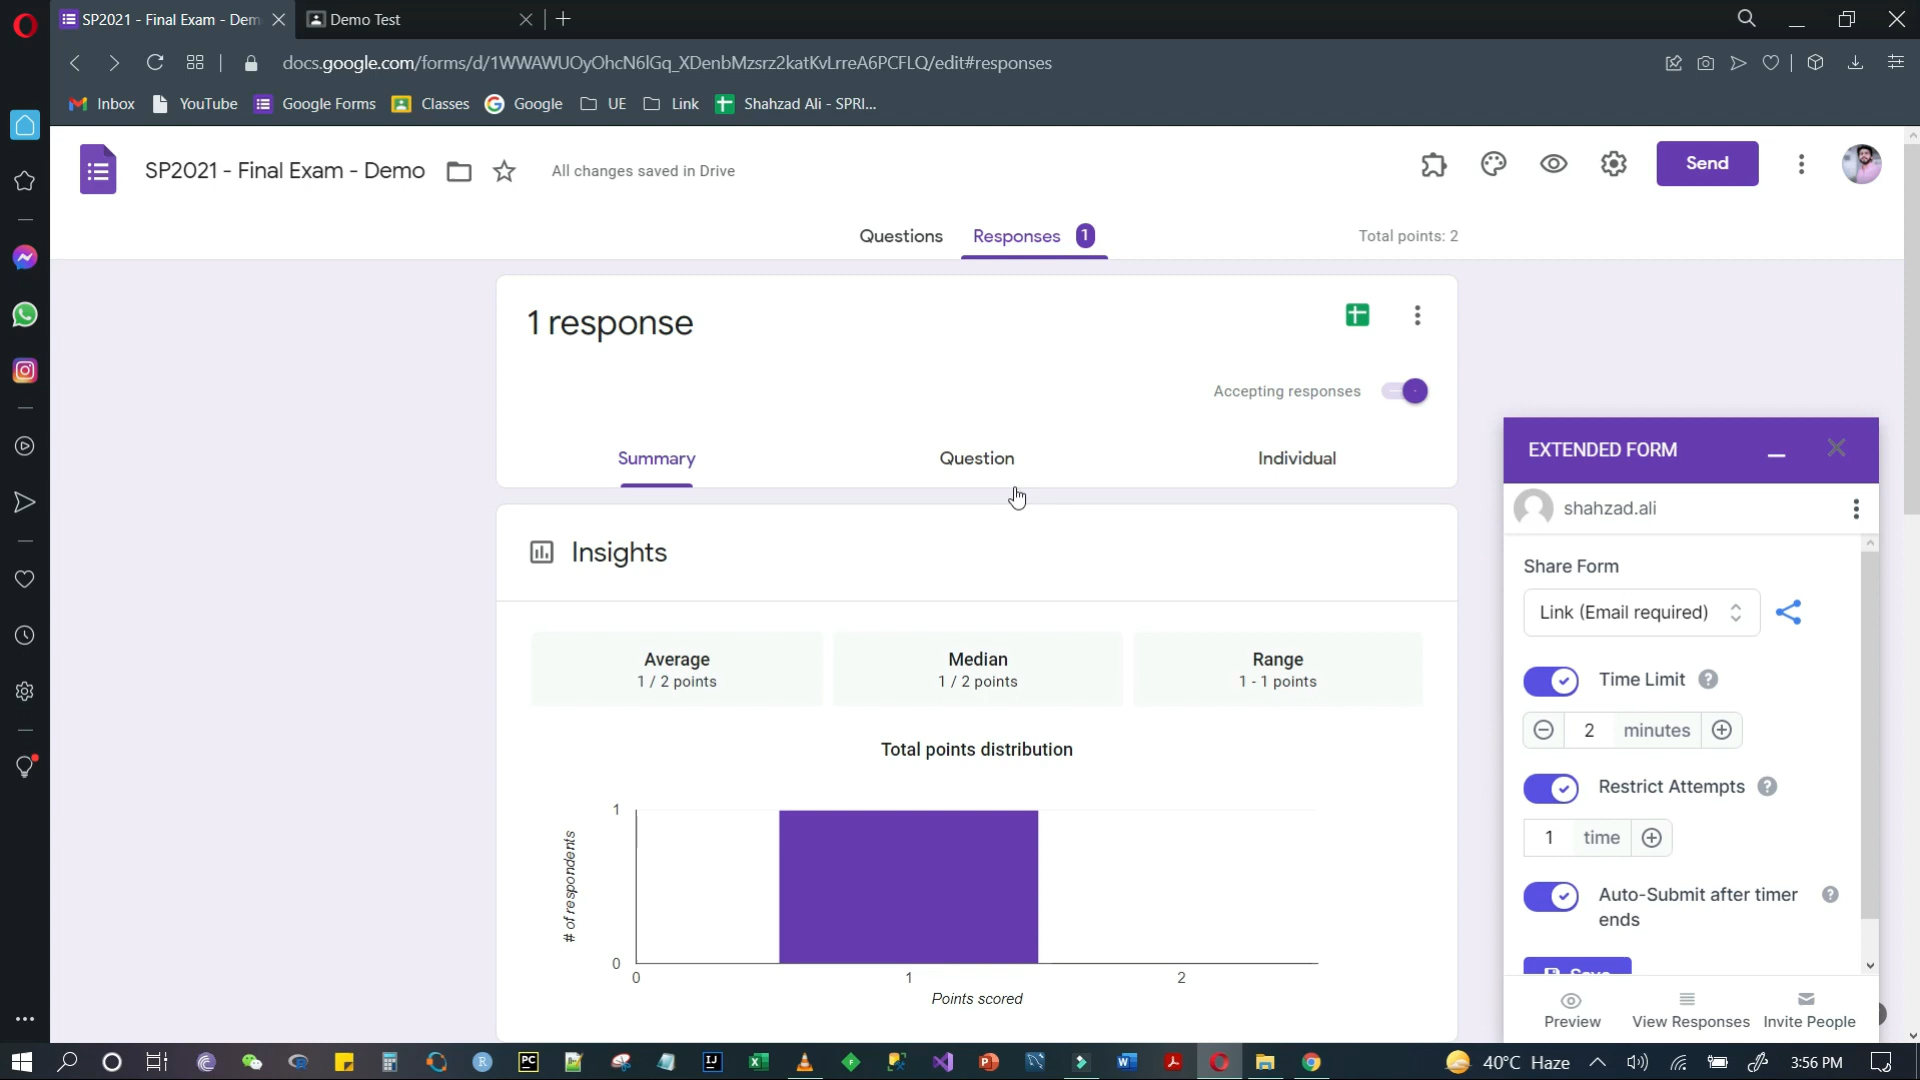 SP2021 - Final Exam - Dem
Demo Test
docs.google.com/forms/d/1WWAWUOyOhcN6lGq_XDenbMzsrz2katKvLrreA6PCFLQ/edit#responses
Inbox
YouTube
Google Forms
Classes
Google
UE
Link
Shahzad Ali - SPRI...
SP2021 - Final Exam - Demo
All changes saved in Drive
Send
Questions
Responses
1
Total points: 2
1 response
Accepting responses
Summary
Question
Individual
Insights
Average
1 / 2 points
Median
1 / 2 points
Range
1 - 1 points
Total points distribution
# of respondents
1
0
0
1
2
Points scored
EXTENDED FORM
shahzad.ali
Share Form
Link (Email required)
Time Limit
2 minutes
Restrict Attempts
1 time
Auto-Submit after timer
ends
Save
Preview
View Responses
Invite People
40°C Haze
3:56 PM